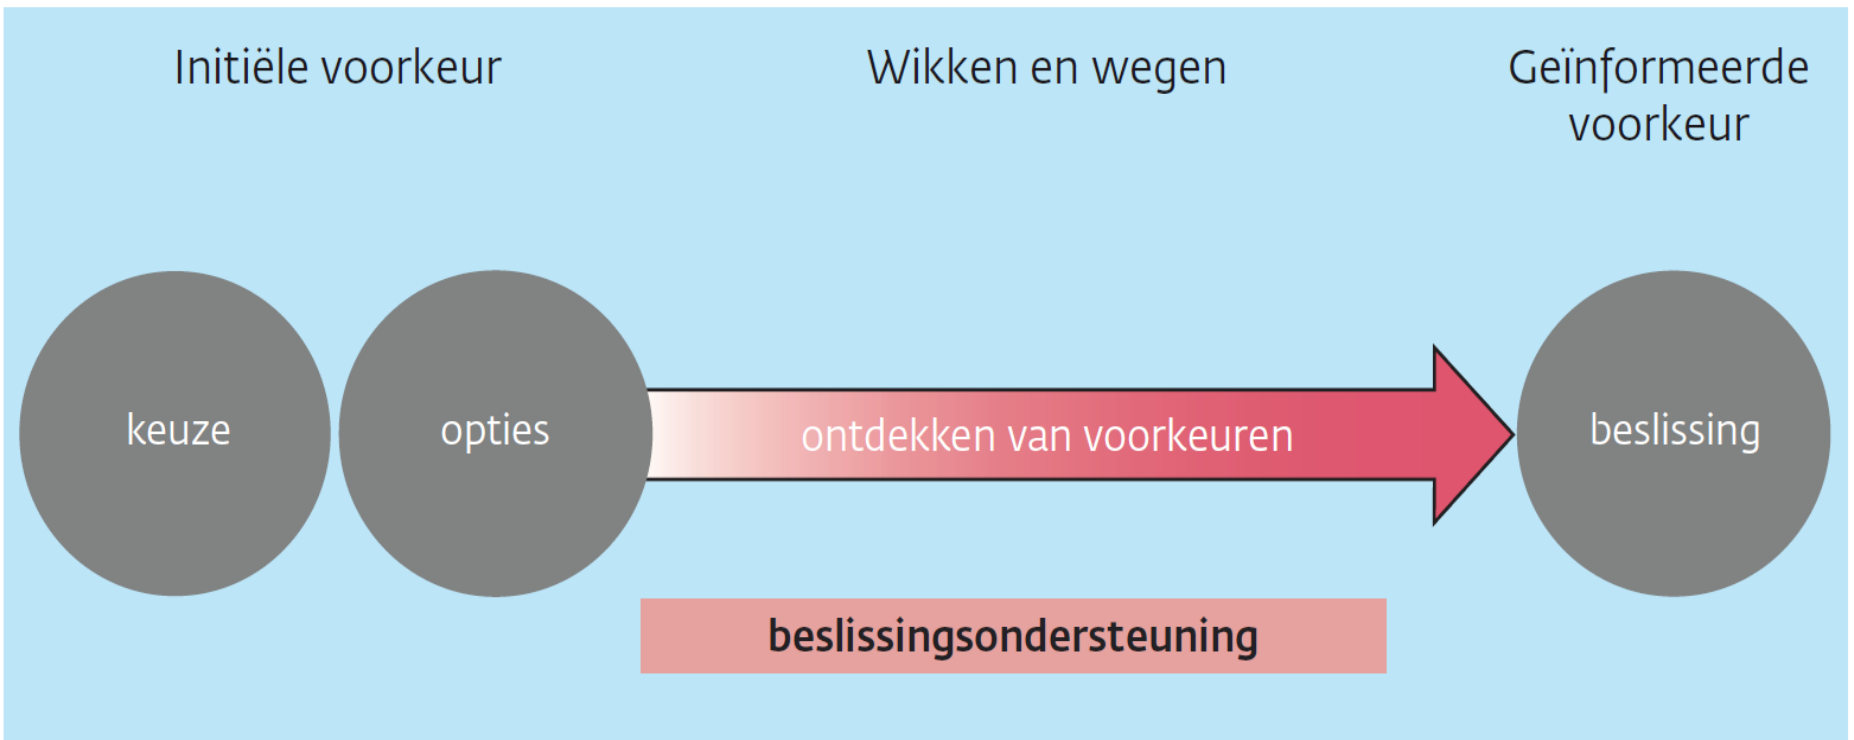 Initiële voorkeur
Wikken en wegen
Geïnformeerde
voorkeur
keuze
opties
ontdekken van voorkeuren
beslissing
beslissingsondersteuning